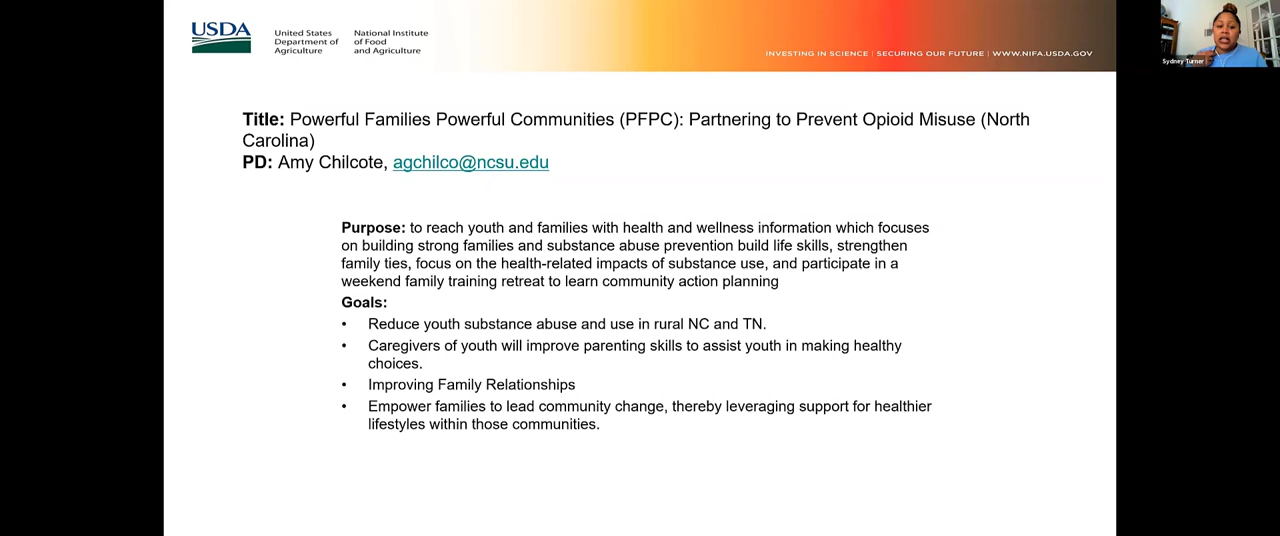 USDA
United States
Department of
Agriculture
National Institute
of Food
and Agriculture
INVESTING IN SCIENCE | SECURING OUR FUTURE | WWW.NIFA.USDA.GOV
Sydney Turner
Title: Powerful Families Powerful Communities (PFPC): Partnering to Prevent Opioid Misuse (North
Carolina)
PD: Amy Chilcote, agchilco@ncsu.edu
Purpose: to reach youth and families with health and wellness information which focuses
on building strong families and substance abuse prevention build life skills, strengthen
family ties, focus on the health-related impacts of substance use, and participate in a
weekend family training retreat to learn community action planning
Goals:
• Reduce youth substance abuse and use in rural NC and TN.
• Caregivers of youth will improve parenting skills to assist youth in making healthy
choices.
• Improving Family Relationships
• Empower families to lead community change, thereby leveraging support for healthier
lifestyles within those communities.